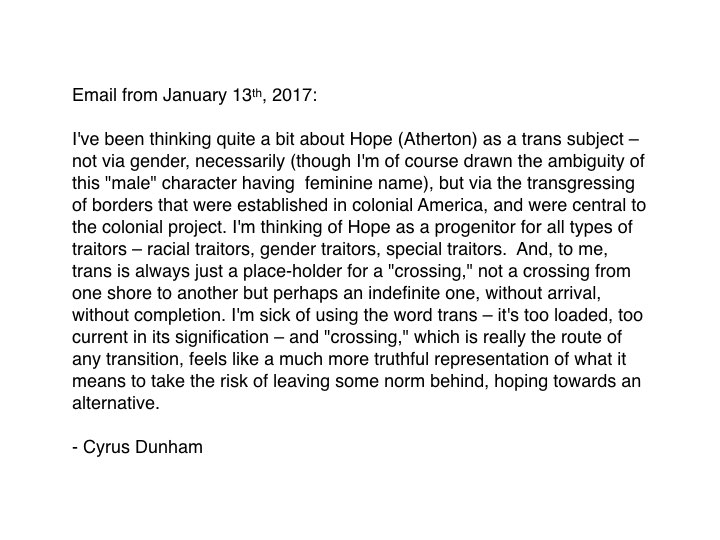 Email from January 13th, 2017:
I've been thinking quite a bit about Hope (Atherton) as a trans subject –
not via gender, necessarily (though I'm of course drawn the ambiguity of
this "male" character having  feminine name), but via the transgressing
of borders that were established in colonial America, and were central to
the colonial project. I'm thinking of Hope as a progenitor for all types of
traitors – racial traitors, gender traitors, special traitors.  And, to me,
trans is always just a place-holder for a "crossing," not a crossing from
one shore to another but perhaps an indefinite one, without arrival,
without completion. I'm sick of using the word trans – it's too loaded, too
current in its signification – and "crossing," which is really the route of
any transition, feels like a much more truthful representation of what it
means to take the risk of leaving some norm behind, hoping towards an
alternative.
- Cyrus Dunham